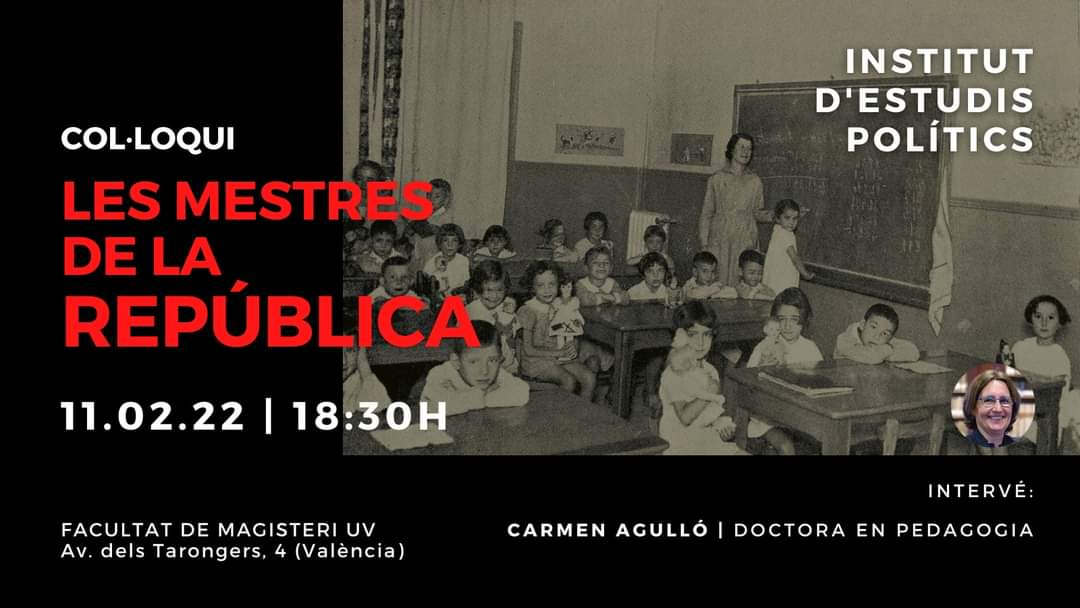 INSTITUT
D'ESTUDIS
POLÍTICS
COL·LOQUI
LES MESTRES
DE LA
REPÚBLICA
11.02.22 | 18:30H
INTERVÉ:
CARMEN AGULLÓ | DOCTORA EN PEDAGOGIA
FACULTAT DE MAGISTERI UV
Av. dels Tarongers, 4 (València)